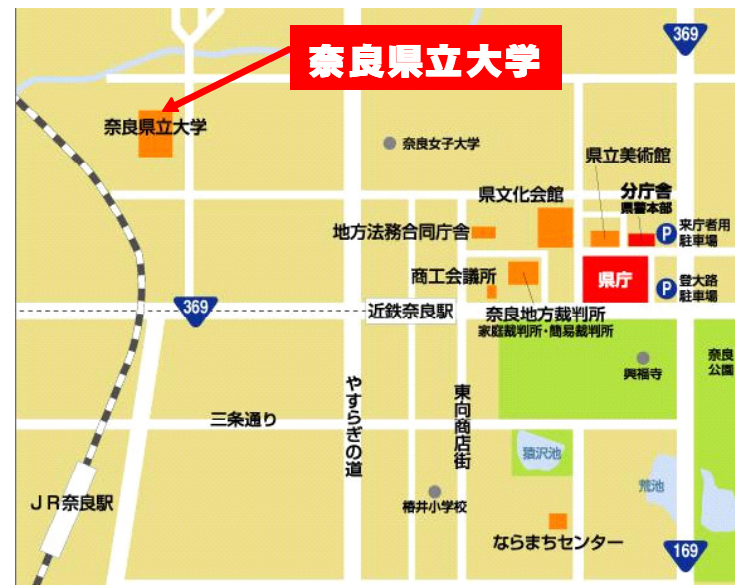 369
奈良県立大学
奈良県立大学
奈良女子大学
県立美術館
県文化会館
分庁舎
県警本部
地方法務合同庁舎
P
来庁者用
駐車場
商工会議所
県庁
P
登大路
駐車場
369
近鉄奈良駅
奈良地方裁判所
家庭裁判所・簡易裁判所
興福寺
奈良
公園
やすらぎの道
東向商店街
三条通り
猿沢池
荒池
JR奈良駅
椿井小学校
ならまちセンター
169